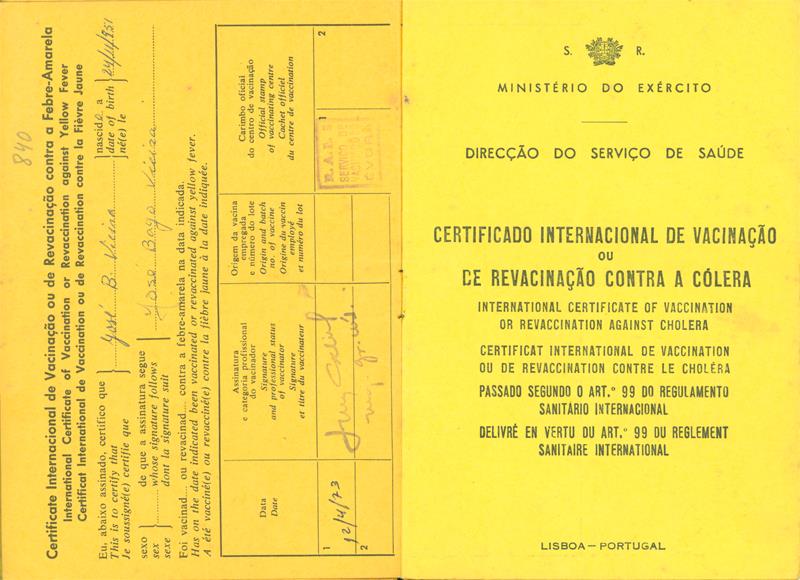 840
Certificate Internacional de Vacinação ou de Revacinação contra a Febre-Amarela
International Certificate of Vaccination or Revaccination against Yellow Fever
Certificat International de Vaccination ou de Revaccination contre la Fièvre Jaune
Eu, abaixo assinado, certifico que
This is to certify that
Je soussigné(e) certifie que
José B. Vieira
nascido a
date of birth
né(e) le
24/4/951
sexo
sex
sexe
de que a assinatura segue
whose signature follows
dont la signature suit
José Vieira
Foi vacinad... ou revacinad... contra a febre-amarela na data indicada.
Has on the date indicated been vaccinated or revaccinated against yellow fever.
A été vacciné(e) ou revacciné(e) contre la fièbre jaune à la date indiquée.
Data
Date
Assinatura
e categoria profissional
do vacinador
Signature
and professional status
of vaccinator
Signature
et titre du vaccinateur
Origem da vacina
empregada
e número do lote
Origin and batch
no. of vaccine
Origine du vaccin
employé
et numéro du lot
Carimbo oficial
do centro de vacinação
Official stamp
of vaccinating centre
Cachet officiel
du centre de vaccination
1
12/4/73
1
2
2
S. R.
MINISTÉRIO DO EXÉRCITO
DIRECÇÃO DO SERVIÇO DE SAÚDE
CERTIFICADO INTERNACIONAL DE VACINAÇÃO
OU
DE REVACINAÇÃO CONTRA A CÓLERA
INTERNATIONAL CERTIFICATE OF VACCINATION
OR REVACCINATION AGAINST CHOLERA
CERTIFICAT INTERNATIONAL DE VACCINATION
OU DE REVACCINATION CONTRE LE CHOLÉRA
PASSADO SEGUNDO O ART.º 99 DO REGULAMENTO
SANITÁRIO INTERNACIONAL
DELIVRÉ EN VERTU DU ART.º 99 DU REGLEMENT
SANITAIRE INTERNATIONAL
LISBOA — PORTUGAL